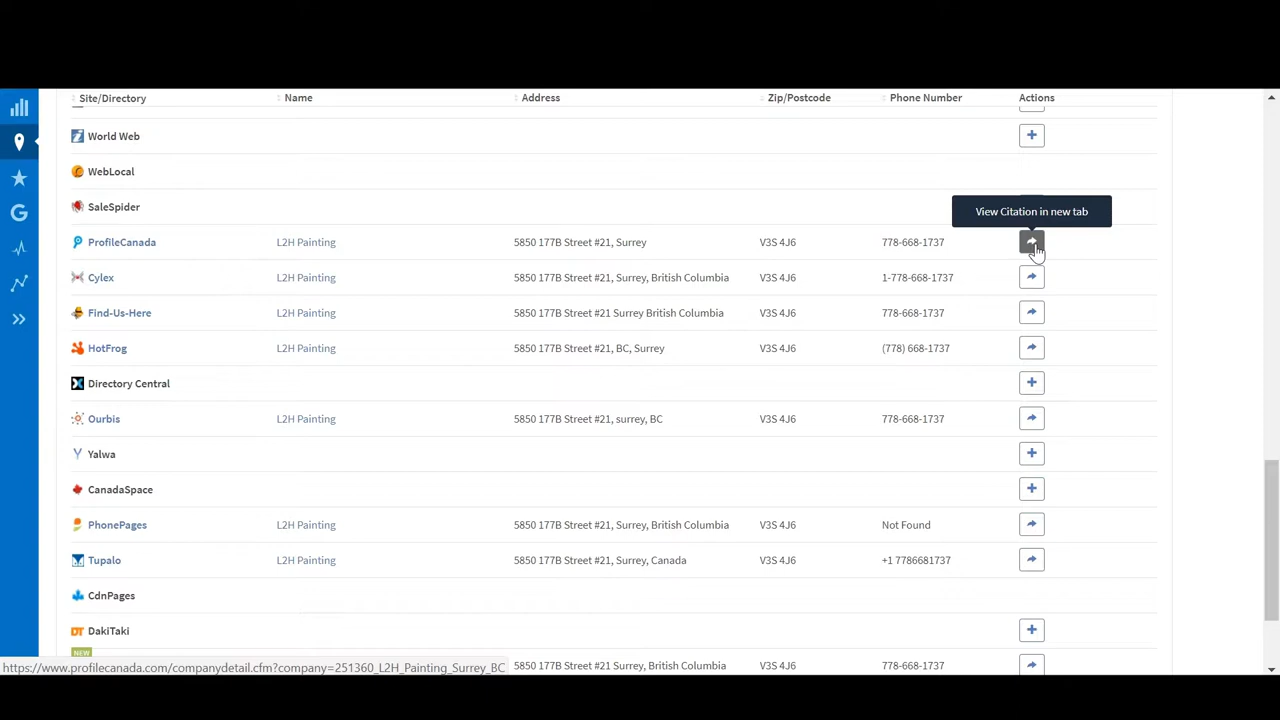 Site/Directory Name Address Zip/Postcode Phone Number Actions
World Web
WebLocal
SaleSpider
View Citation in new tab
ProfileCanada L2H Painting 5850 177B Street #21, Surrey V3S 4J6 778-668-1737
Cylex L2H Painting 5850 177B Street #21, Surrey, British Columbia V3S 4J6 1-778-668-1737
Find-Us-Here L2H Painting 5850 177B Street #21 Surrey British Columbia V3S 4J6 778-668-1737
HotFrog L2H Painting 5850 177B Street #21, BC, Surrey V3S 4J6 (778) 668-1737
Directory Central
Ourbis L2H Painting 5850 177B Street #21, surrey, BC V3S 4J6 778-668-1737
Yalwa
CanadaSpace
PhonePages L2H Painting 5850 177B Street #21, Surrey, British Columbia V3S 4J6 Not Found
Tupalo L2H Painting 5850 177B Street #21, Surrey, Canada V3S 4J6 +1 7786681737
CdnPages
DakiTaki
NEW
5850 177B Street #21 Surrey, British Columbia V3S 4J6 778-668-1737
https://www.profilecanada.com/companydetail.cfm?company=251360_L2H_Painting_Surrey_BC